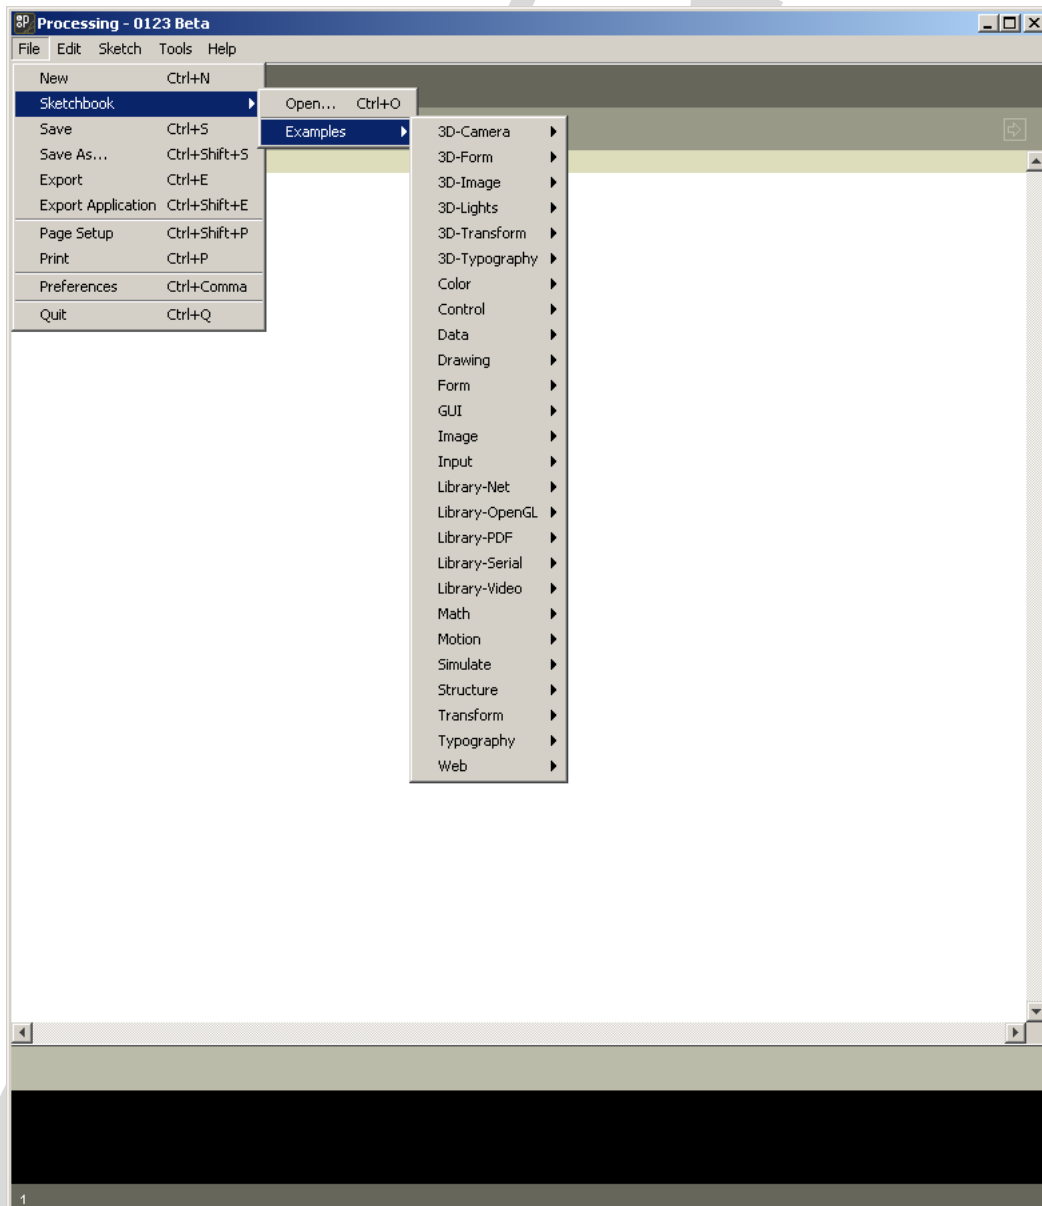 Processing - 0123 Beta
File Edit Sketch Tools Help
New Ctrl+N
Sketchbook
Save Ctrl+S
Save As... Ctrl+Shift+S
Export Ctrl+E
Export Application Ctrl+Shift+E
Page Setup Ctrl+Shift+P
Print Ctrl+P
Preferences Ctrl+Comma
Quit Ctrl+Q
Open... Ctrl+O
Examples
3D-Camera
3D-Form
3D-Image
3D-Lights
3D-Transform
3D-Typography
Color
Control
Data
Drawing
Form
GUI
Image
Input
Library-Net
Library-OpenGL
Library-PDF
Library-Serial
Library-Video
Math
Motion
Simulate
Structure
Transform
Typography
Web
1